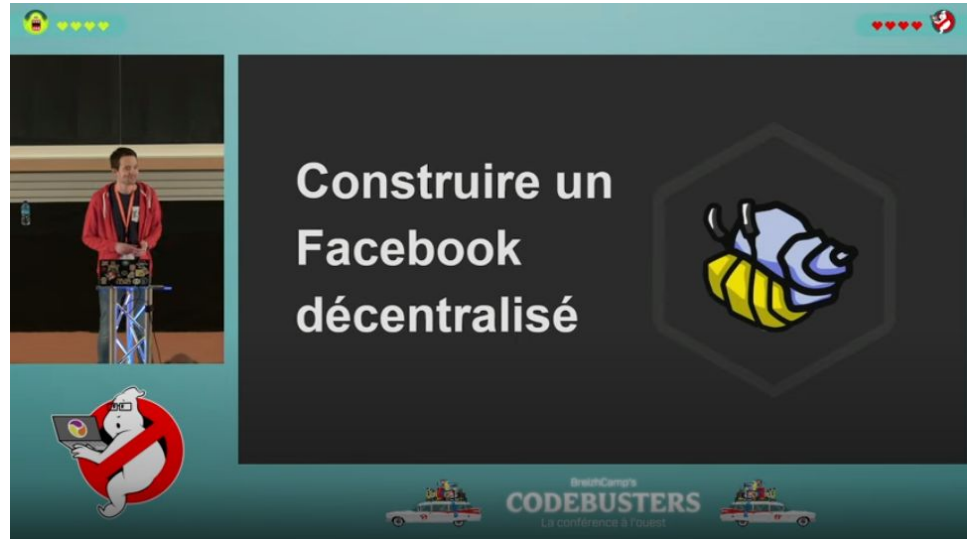 Construire un
Facebook
décentralisé
BreizhCamp's
CODEBUSTERS
La conférence à l'ouest